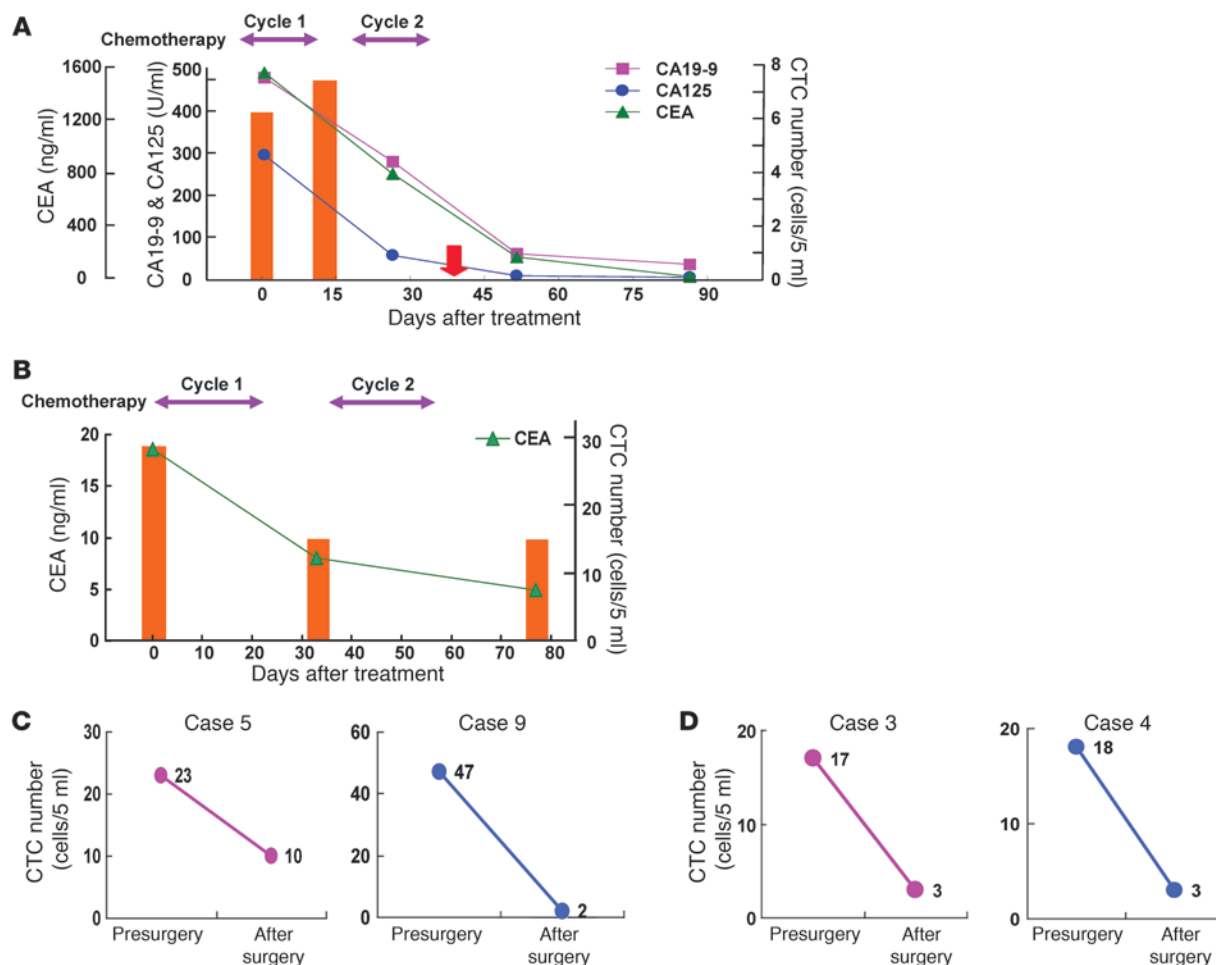 A
Chemotherapy
Cycle 1
Cycle 2
1600
1200
800
400
0
CEA (ng/ml)
500
400
300
200
100
0
CA19-9 & CA125 (U/ml)
CA19-9
CA125
CEA
8
6
4
2
0
CTC number
(cells/5 ml)
0
15
30
45
60
75
90
Days after treatment
B
Chemotherapy
Cycle 1
Cycle 2
20
15
10
5
0
CEA (ng/ml)
CEA
30
20
10
0
CTC number
(cells/5 ml)
0
10
20
30
40
50
60
70
80
Days after treatment
C
Case 5
CTC number
(cells/5 ml)
30
20
10
0
23
10
Presurgery
After
surgery
Case 9
60
40
20
0
47
2
Presurgery
After
surgery
D
Case 3
CTC number
(cells/5 ml)
20
10
0
17
3
Presurgery
After
surgery
Case 4
20
10
0
18
3
Presurgery
After
surgery